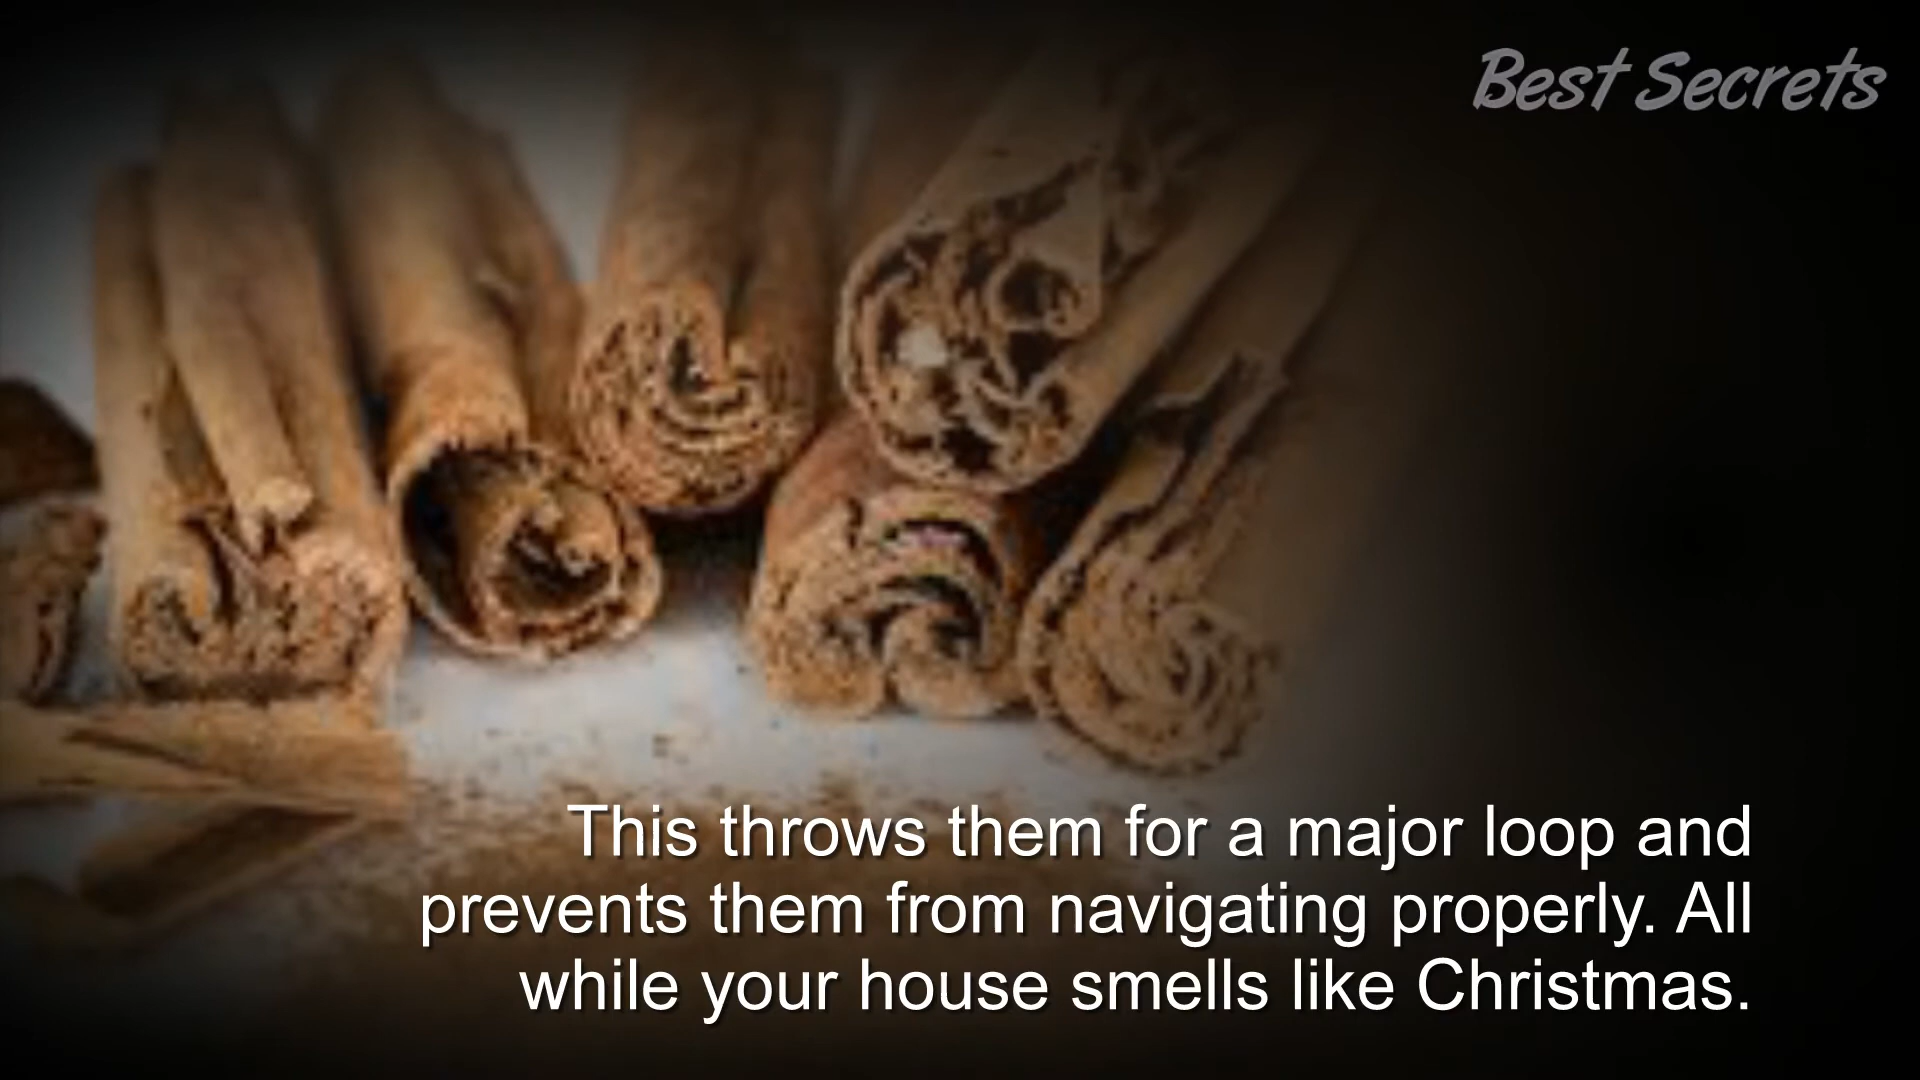 Best Secrets
This throws them for a major loop and
prevents them from navigating properly. All
while your house smells like Christmas.